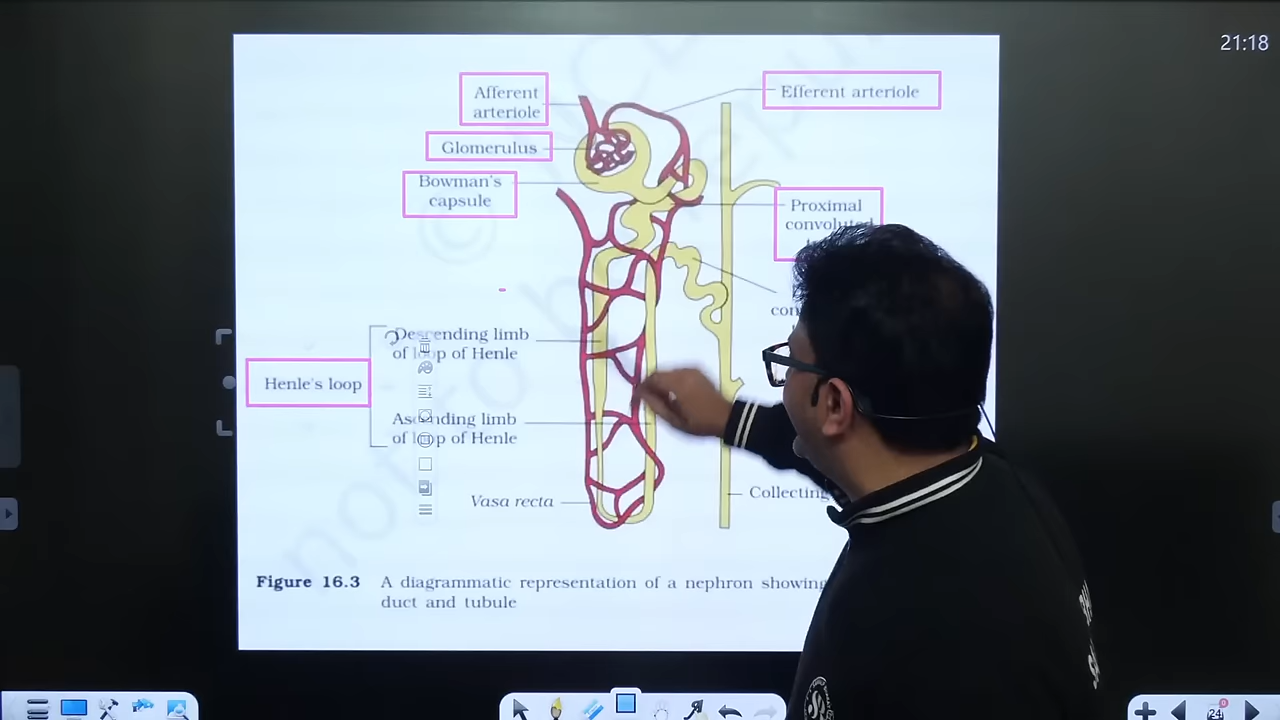 21:18
Afferent
arteriole
Efferent arteriole
Glomerulus
Bowman's
capsule
Proximal
convoluted
Descending limb
of loop of Henle
Henle's loop
Ascending limb
of loop of Henle
Vasa recta
Collecting
Figure 16.3 A diagrammatic representation of a nephron showing
duct and tubule
24